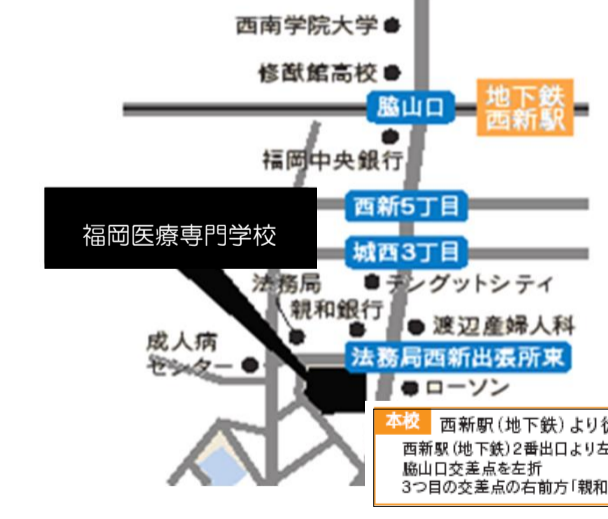 西南学院大学
修猷館高校
脇山口
地下鉄
西新駅
福岡中央銀行
西新5丁目
福岡医療専門学校
城西3丁目
法務局
テングッドシティ
親和銀行
渡辺産婦人科
成人病
センター
法務局西新出張所東
ローソン
本校 西新駅(地下鉄)より徒
西新駅(地下鉄)2番出口より左
脇山口交差点を左折
3つ目の交差点の右前方「親和